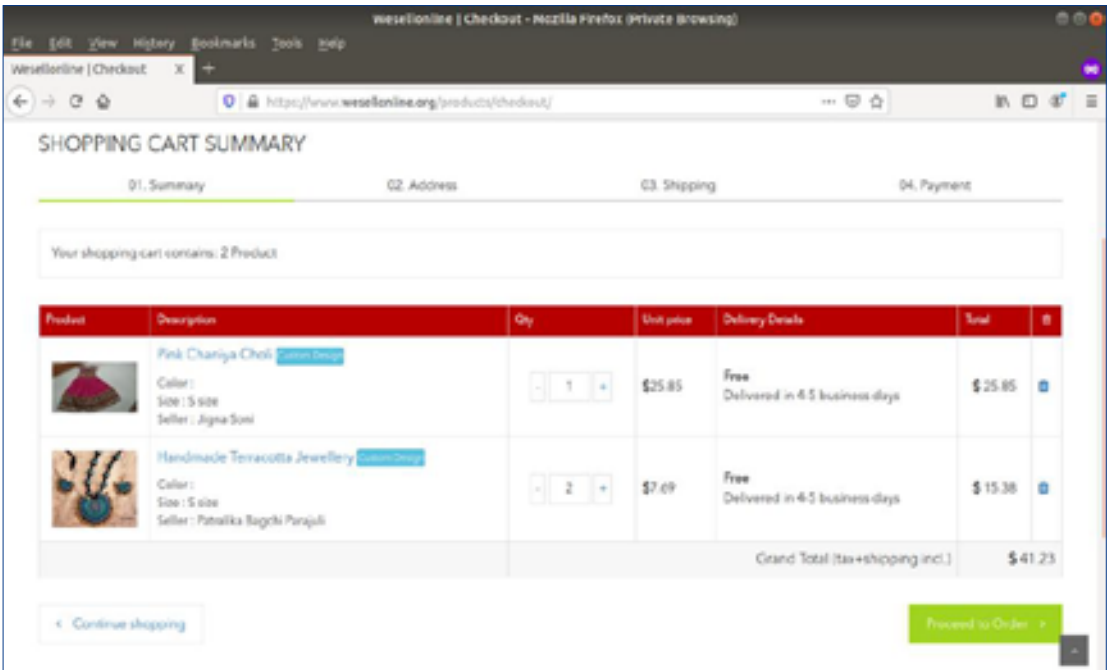 Wesellonline | Checkout - Mozilla Firefox (Private Browsing)
File Edit View History Bookmarks Tools Help
Wesellonline | Checkout X +
https://www.wesellonline.org/products/checkout/
SHOPPING CART SUMMARY
01. Summary 02. Address 03. Shipping 04. Payment
Your shopping cart contains: 2 Product
Product Description Qty Unit price Delivery Details Total
Pink Chaniya Choli Custom Design
Color :
Size : S size
Seller : Jigna Soni
- 1 + $25.85 Free
Delivered in 4-5 business days
$ 25.85
Handmade Terracotta Jewellery Custom Design
Color :
Size : S size
Seller : Patralika Bagchi Parajuli
- 2 + $7.69 Free
Delivered in 4-5 business days
$ 15.38
Grand Total (tax+shipping incl.) $ 41.23
< Continue shopping
Proceed to Order >